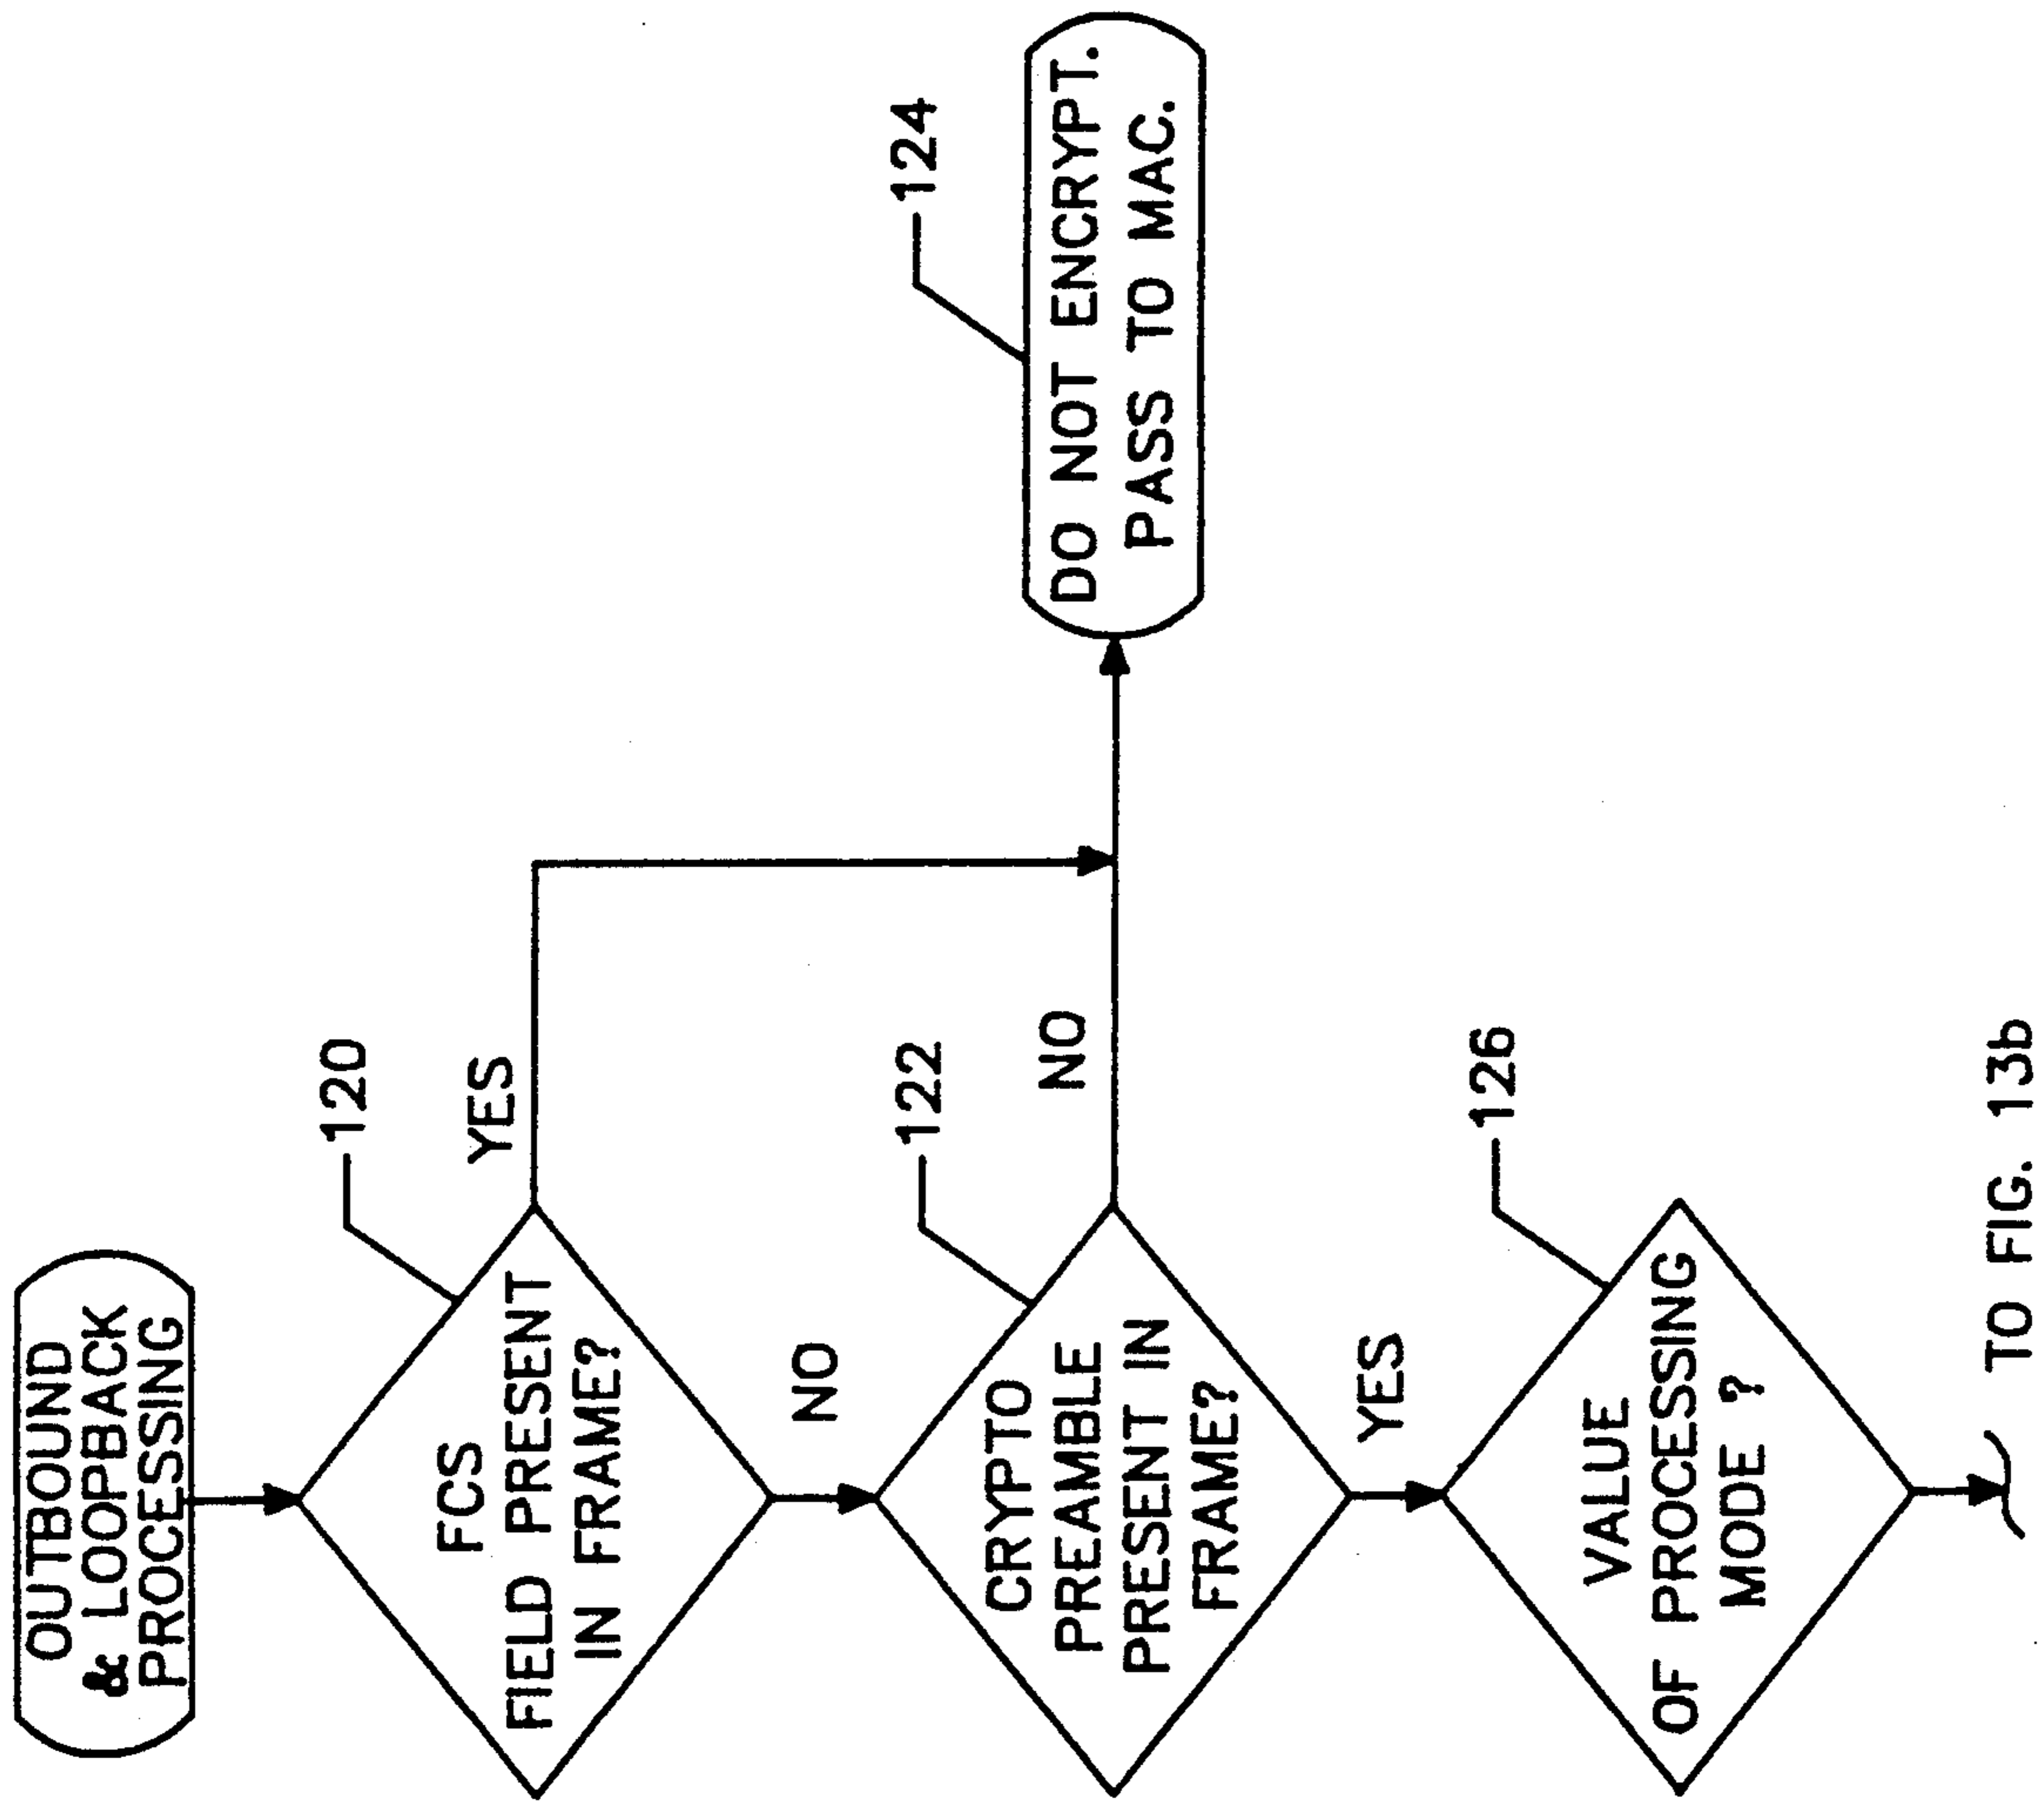 OUTBOUND
& LOOPBACK
PROCESSING
120
FCS
FIELD PRESENT
IN FRAME?
YES
NO
122
CRYPTO
PREAMBLE
PRESENT IN
FRAME?
NO
124
DO NOT ENCRYPT.
PASS TO MAC.
YES
126
VALUE
OF PROCESSING
MODE ?
TO FIG. 13b